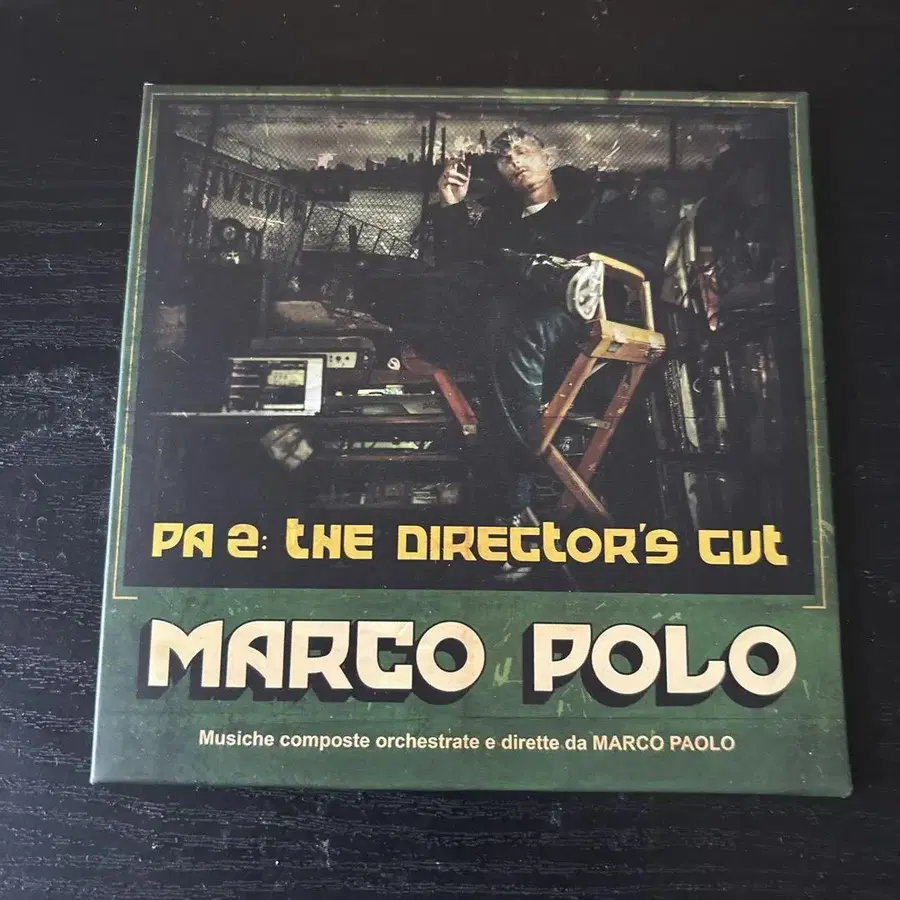 PA 2: THE DIRECTOR'S CUT
MARCO POLO
Musiche composte orchestrate e dirette da MARCO PAOLO